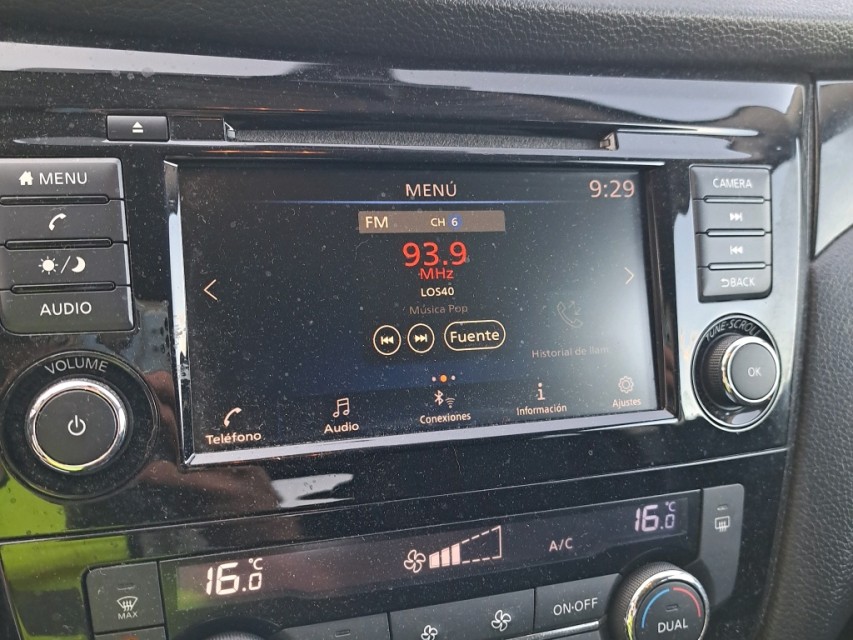 MENU
AUDIO
VOLUME
MENÚ
9:29
FM CH 6
93.9
MHz
LOS40
Música Pop
Fuente
Historial de llam.
Teléfono
Audio
Conexiones
Información
Ajustes
CAMERA
BACK
TUNE·SCROLL
OK
16.0 °C
A/C
16.0 °C
MAX
ON·OFF
DUAL